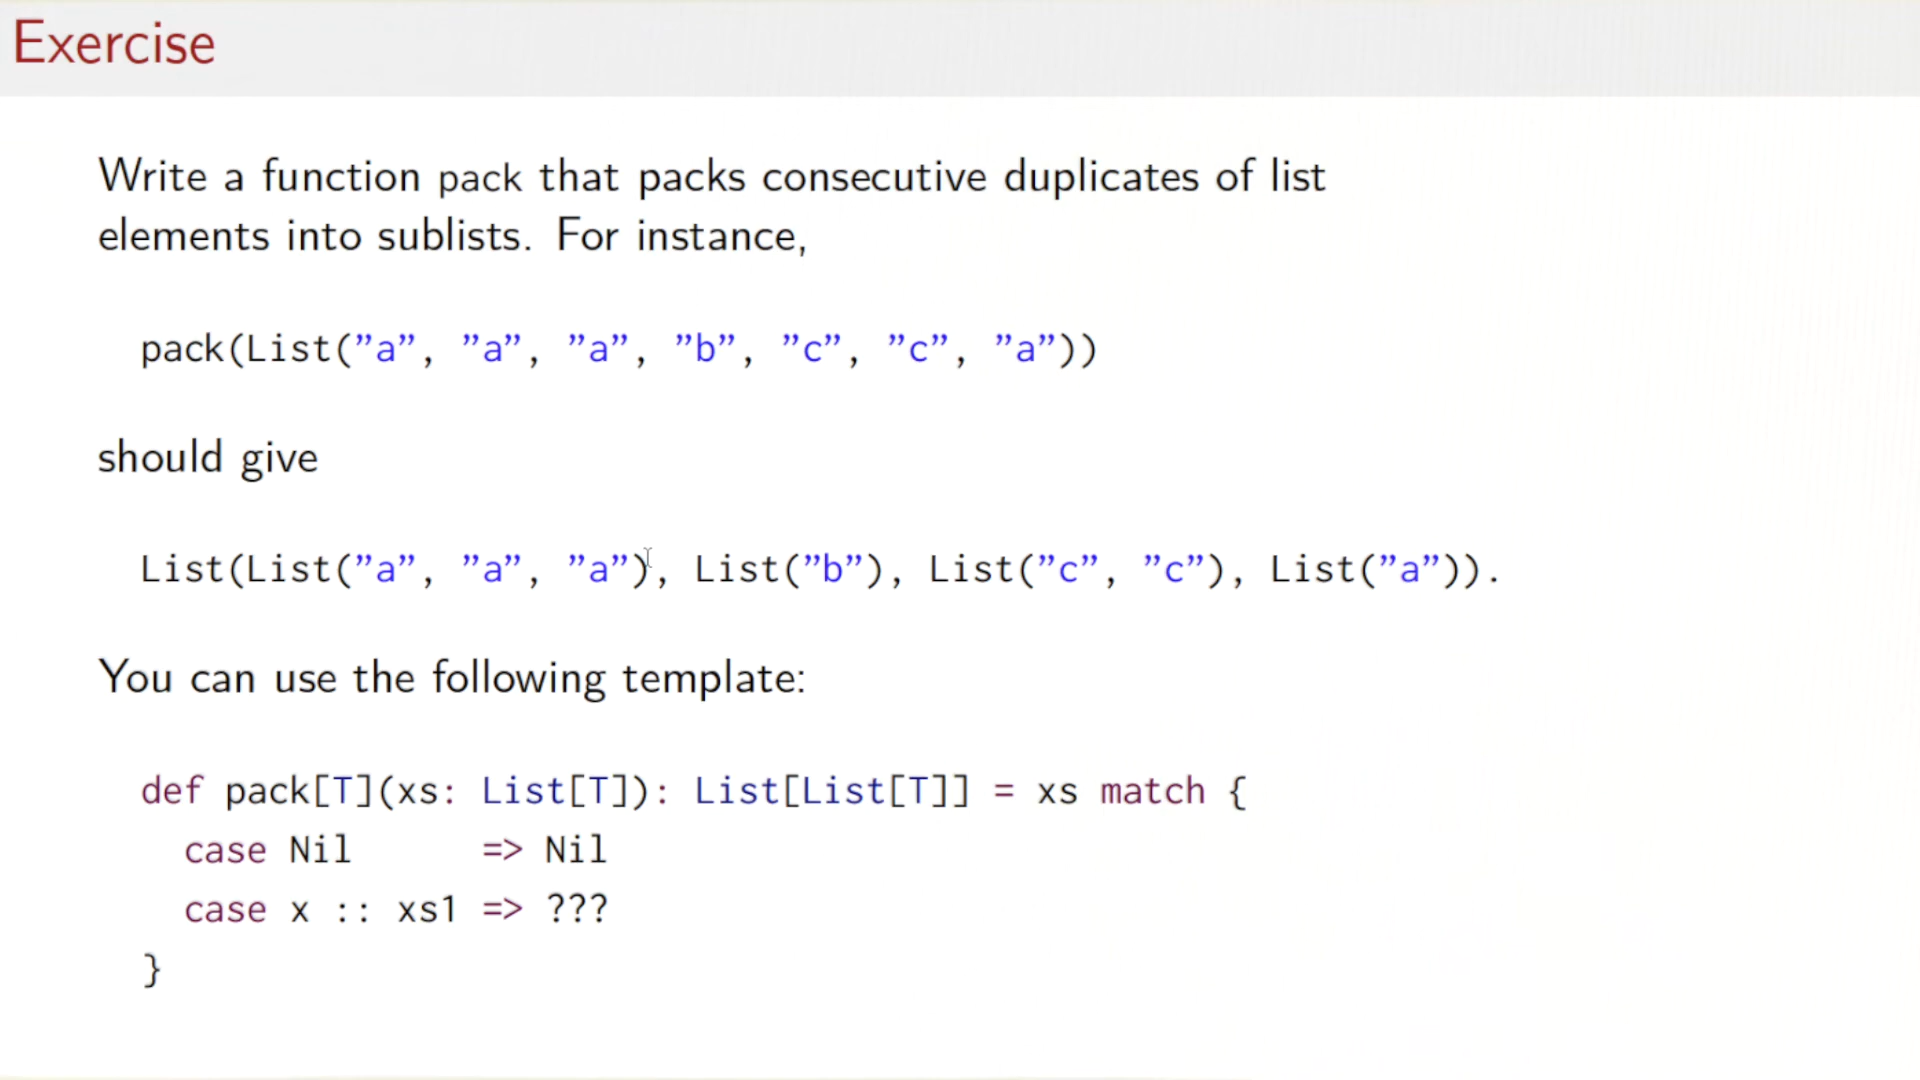 Exercise
Write a function pack that packs consecutive duplicates of list
elements into sublists. For instance,
pack(List(”a”, ”a”, ”a”, ”b”, ”c”, ”c”, ”a”))
should give
List(List(”a”, ”a”, ”a”), List(”b”), List(”c”, ”c”), List(”a”)).
You can use the following template:
def pack[T](xs: List[T]): List[List[T]] = xs match {
case Nil => Nil
case x :: xs1 => ???
}